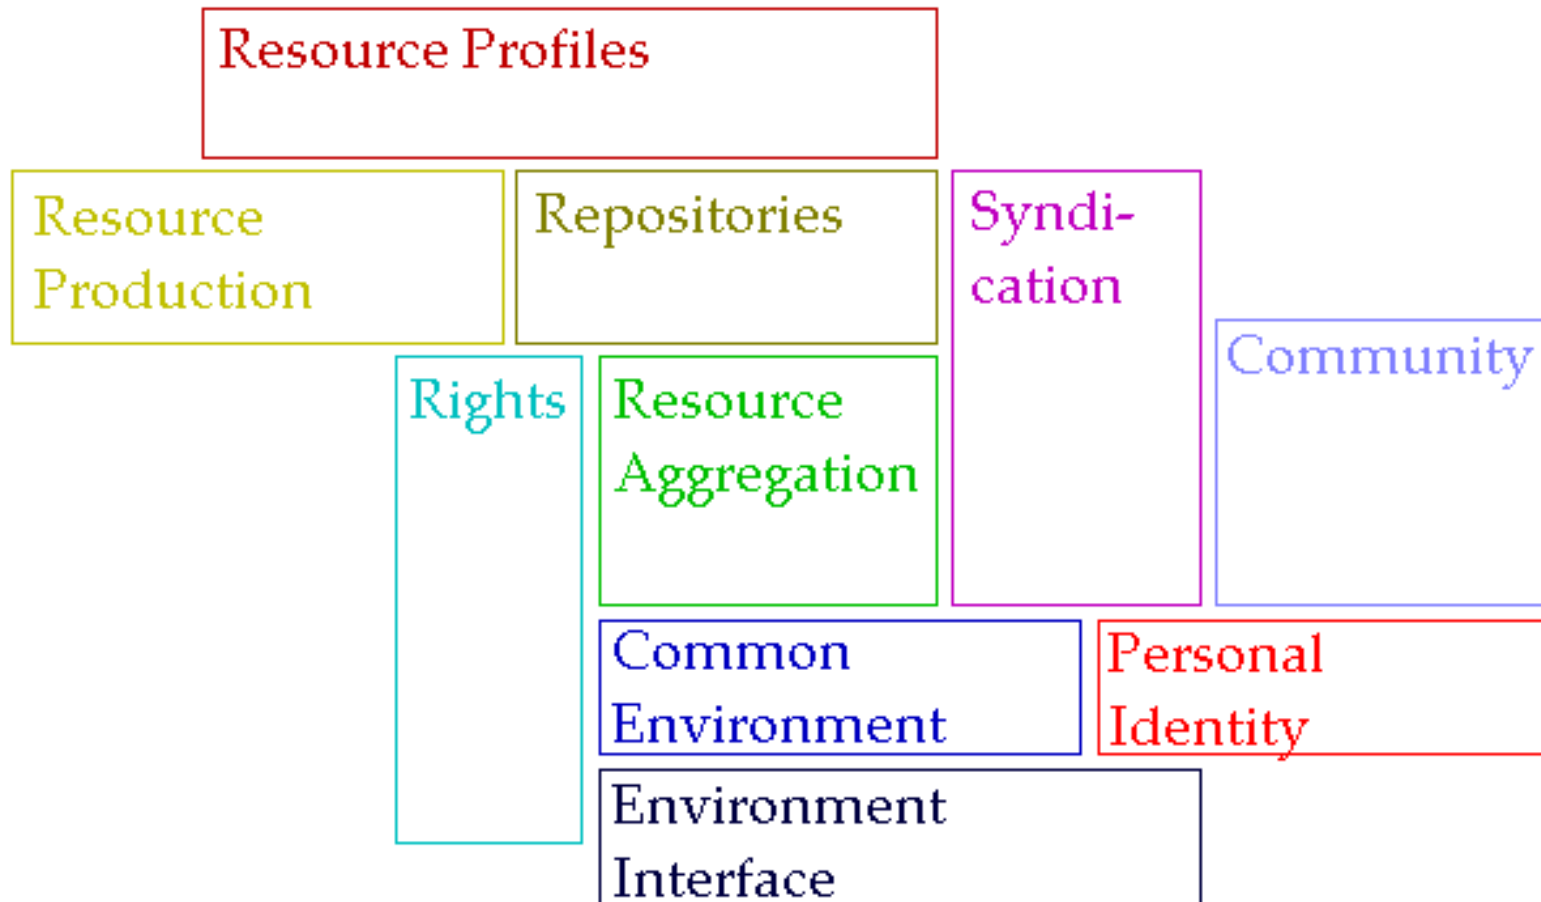 Resource Profiles
Resource
Production
Repositories
Syndi-
cation
Community
Rights
Resource
Aggregation
Common
Environment
Personal
Identity
Environment
Interface